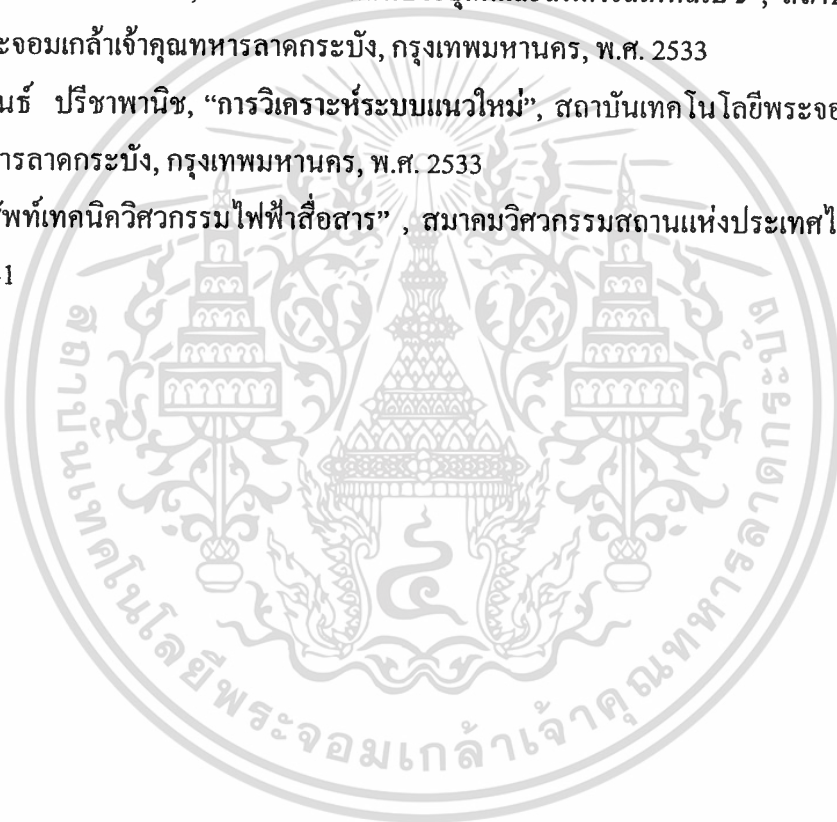 ะจอมเกล้าเจ้าคุณทหารลาดกระบัง, กรุงเทพมหานคร, พ.ศ. 2533
นธ์ ปรีชาพานิช, “การวิเคราะห์ระบบแนวใหม่”, สถาบันเทคโนโลยีพระจอ
ารลาดกระบัง, กรุงเทพมหานคร, พ.ศ. 2533
ัพท์เทคนิควิศวกรรมไฟฟ้าสื่อสาร” , สมาคมวิศวกรรมสถานแห่งประเทศไ
1
สถาบันเทคโนโลยีพระจอมเกล้าเจ้าคุณทหารลาดกระบัง